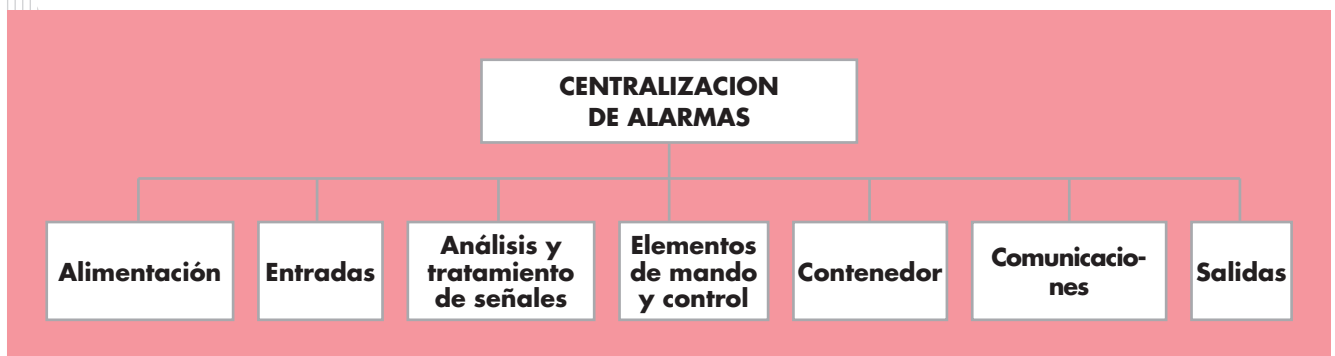 CENTRALIZACION
DE ALARMAS
Alimentación
Entradas
Análisis y
tratamiento
de señales
Elementos
de mando
y control
Contenedor
Comunicacio-
nes
Salidas